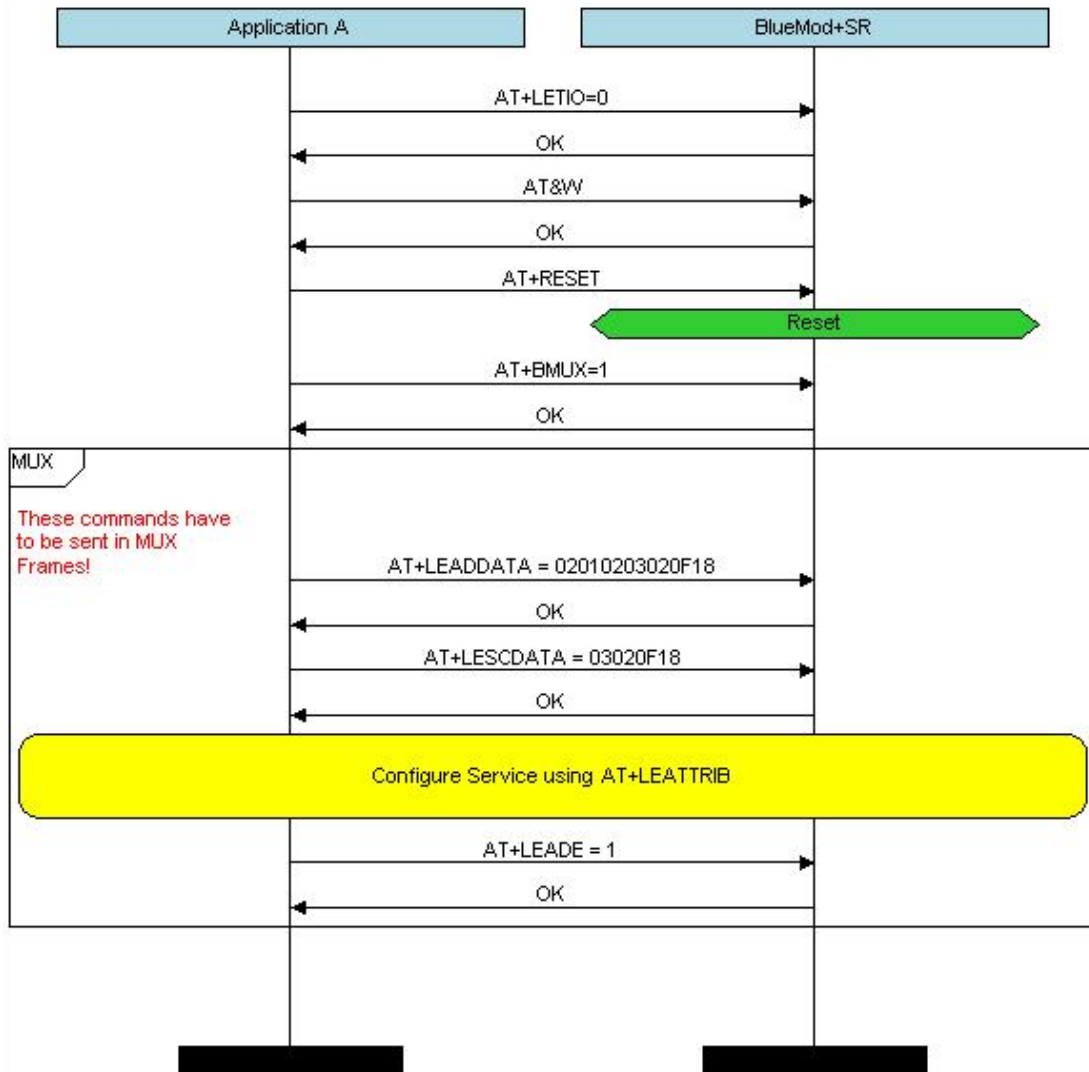 Application A
BlueMod+SR
AT+LETIO=0
OK
AT&W
OK
AT+RESET
Reset
AT+BMUX=1
OK
MUX
These commands have
to be sent in MUX
Frames!
AT+LEADDATA = 02010203020F18
OK
AT+LESCDATA = 03020F18
OK
Configure Service using AT+LEATTRIB
AT+LEADE = 1
OK